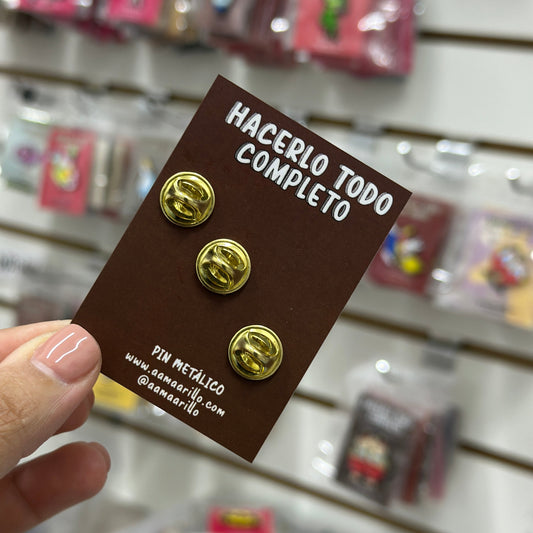 HACERLO TODO
COMPLETO
PIN METÁLICO
www.aamaarillo.com
@aamaarillo